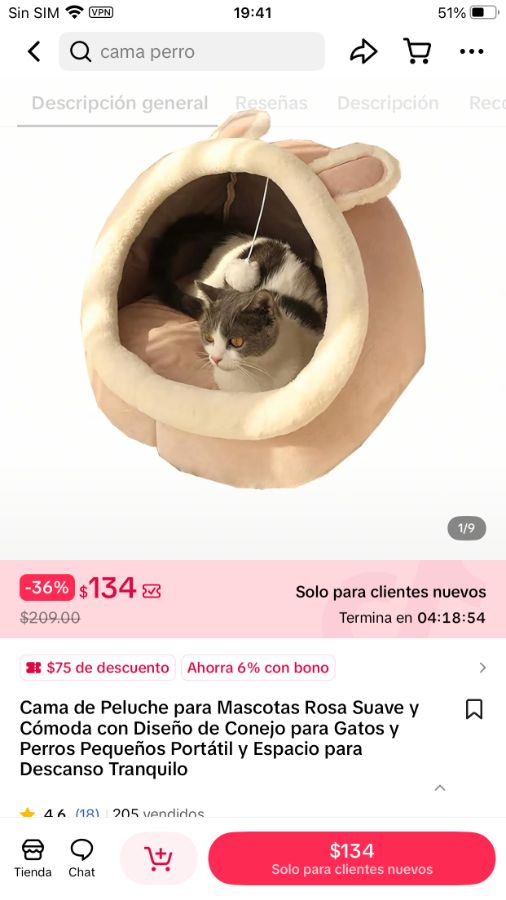 Sin SIM VPN 19:41 51%
cama perro
Descripción general Reseñas Descripción Reco
1/9
-36% $134 Solo para clientes nuevos
$209.00 Termina en 04:18:54
$75 de descuento Ahorra 6% con bono
Cama de Peluche para Mascotas Rosa Suave y
Cómoda con Diseño de Conejo para Gatos y
Perros Pequeños Portátil y Espacio para
Descanso Tranquilo
4.6 (18) 205 vendidos
Tienda Chat $134
Solo para clientes nuevos